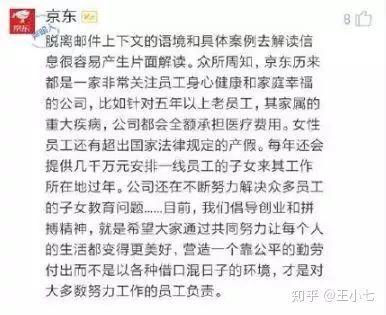 京东
8
脱离邮件上下文的语境和具体案例去解读信
息很容易产生片面解读。众所周知，京东历来
都是一家非常关注员工身心健康和家庭幸福
的公司，比如针对五年以上老员工，其家属的
重大疾病，公司都会全额承担医疗费用。女性
员工还有超出国家法律规定的产假。每年还会
提供几千万元安排一线员工的子女来其工作
所在地过年。公司还在不断努力解决众多员工
的子女教育问题……目前，我们倡导创业和拼
搏精神，就是希望大家通过共同努力让每个人
的生活都变得更美好，营造一个靠公平的勤劳
付出而不是以各种借口混日子的环境，才是对
大多数努力工作的员工负责。
知乎 @王小七